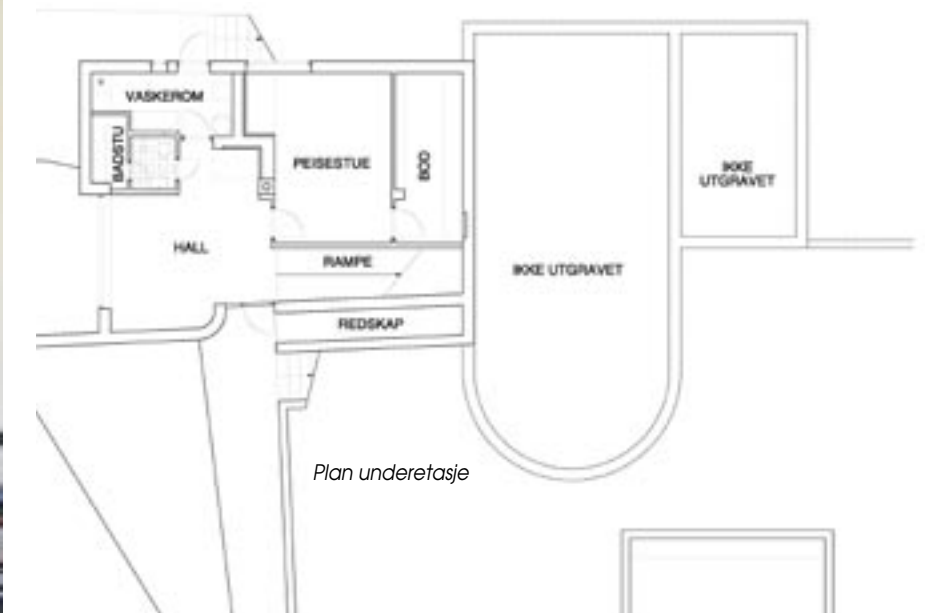 VASKEROM
BADSTU
PEISESTUE
BOD
IKKE
UTGRAVET
HALL
RAMPE
IKKE UTGRAVET
REDSKAP
Plan underetasje